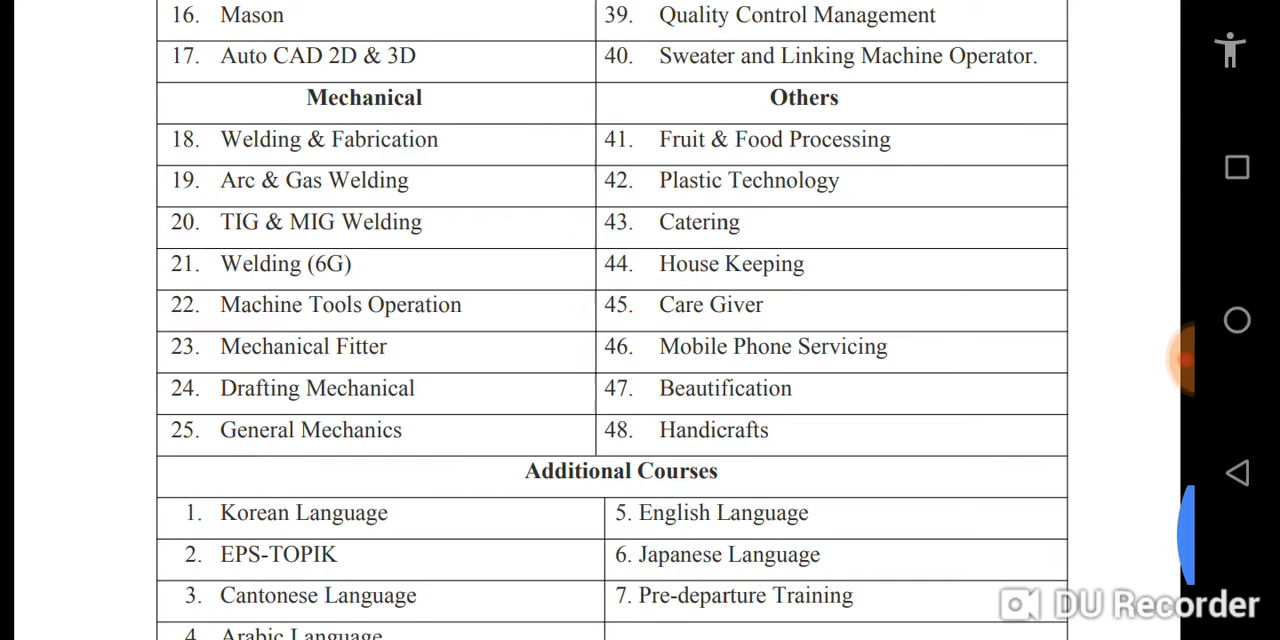 16. Mason
39. Quality Control Management
17. Auto CAD 2D & 3D
40. Sweater and Linking Machine Operator.
Mechanical
Others
18. Welding & Fabrication
41. Fruit & Food Processing
19. Arc & Gas Welding
42. Plastic Technology
20. TIG & MIG Welding
43. Catering
21. Welding (6G)
44. House Keeping
22. Machine Tools Operation
45. Care Giver
23. Mechanical Fitter
46. Mobile Phone Servicing
24. Drafting Mechanical
47. Beautification
25. General Mechanics
48. Handicrafts
Additional Courses
1. Korean Language
5. English Language
2. EPS-TOPIK
6. Japanese Language
3. Cantonese Language
7. Pre-departure Training
4. Arabic Language
DU Recorder